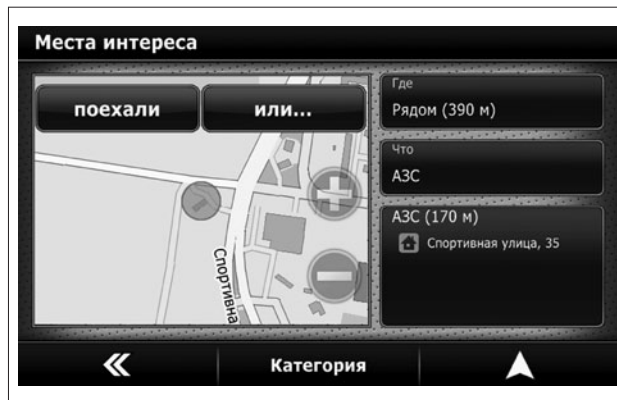 Места интереса
поехали
или...
Где
Рядом (390 м)
Что
АЗС
АЗС (170 м)
Спортивная улица, 35
Спортивна
Категория